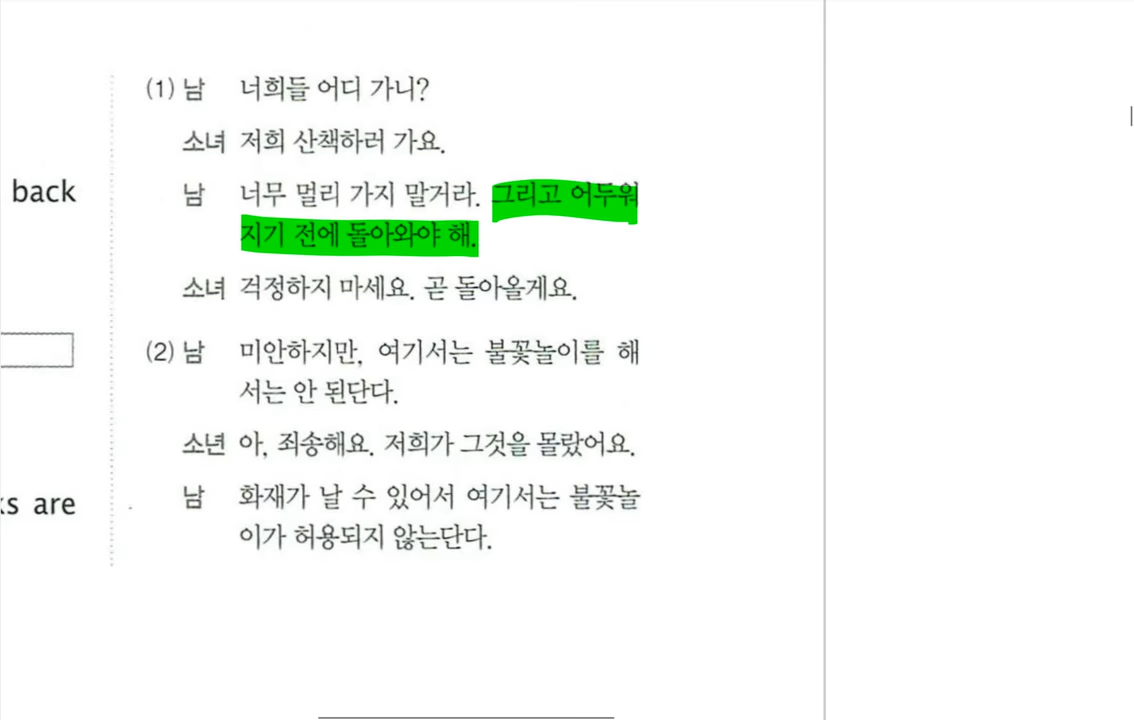 (1) 남 너희들 어디 가니?
소녀 저희 산책하러 가요.
back
남 너무 멀리 가지 말거라. 그리고 어두워
지기 전에 돌아와야 해.
소녀 걱정하지 마세요. 곧 돌아올게요.
(2) 남 미안하지만, 여기서는 불꽃놀이를 해
서는 안 된단다.
소년 아, 죄송해요. 저희가 그것을 몰랐어요.
남 화재가 날 수 있어서 여기서는 불꽃놀
are
이가 허용되지 않는단다.